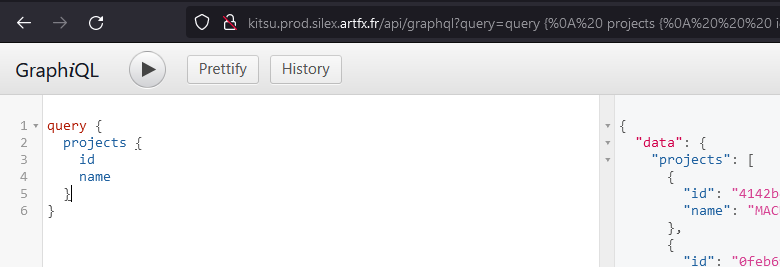 kitsu.prod.silex.artfx.fr/api/graphql?query=query {%0A%20 projects {%0A%20%20%20 i
GraphiQL
Prettify
History
1 query {
2 projects {
3 id
4 name
5 }
6 }
{
"data": {
"projects": [
{
"id": "4142b
"name": "MAC
},
{
"id": "0feb6